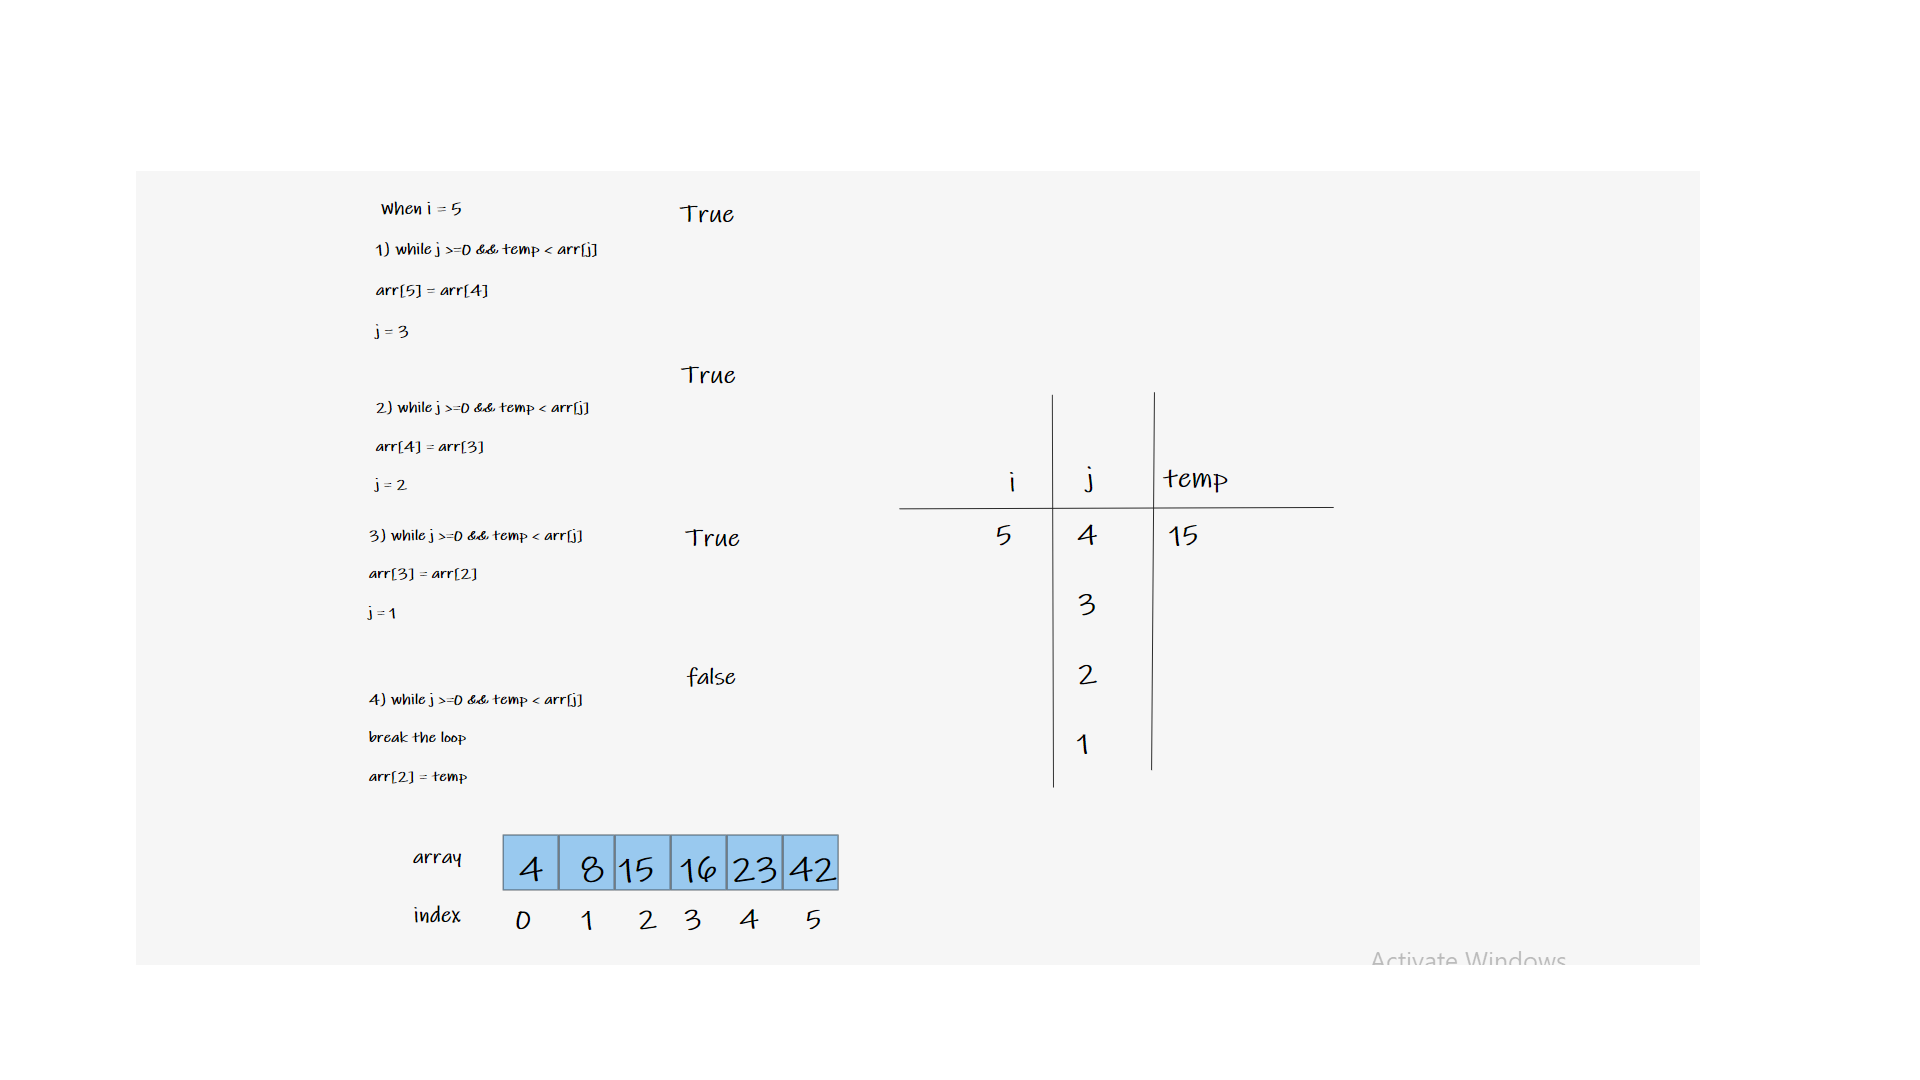 When i = 5
True
1) while j >=0 && temp < arr[j]
arr[5] = arr[4]
j = 3
True
2) while j >=0 && temp < arr[j]
arr[4] = arr[3]
j = 2
3) while j >=0 && temp < arr[j]
True
arr[3] = arr[2]
j = 1
false
4) while j >=0 && temp < arr[j]
break the loop
arr[2] = temp
i j temp
5 4 15
3
2
1
array 4 8 15 16 23 42
index 0 1 2 3 4 5
Activate Windows